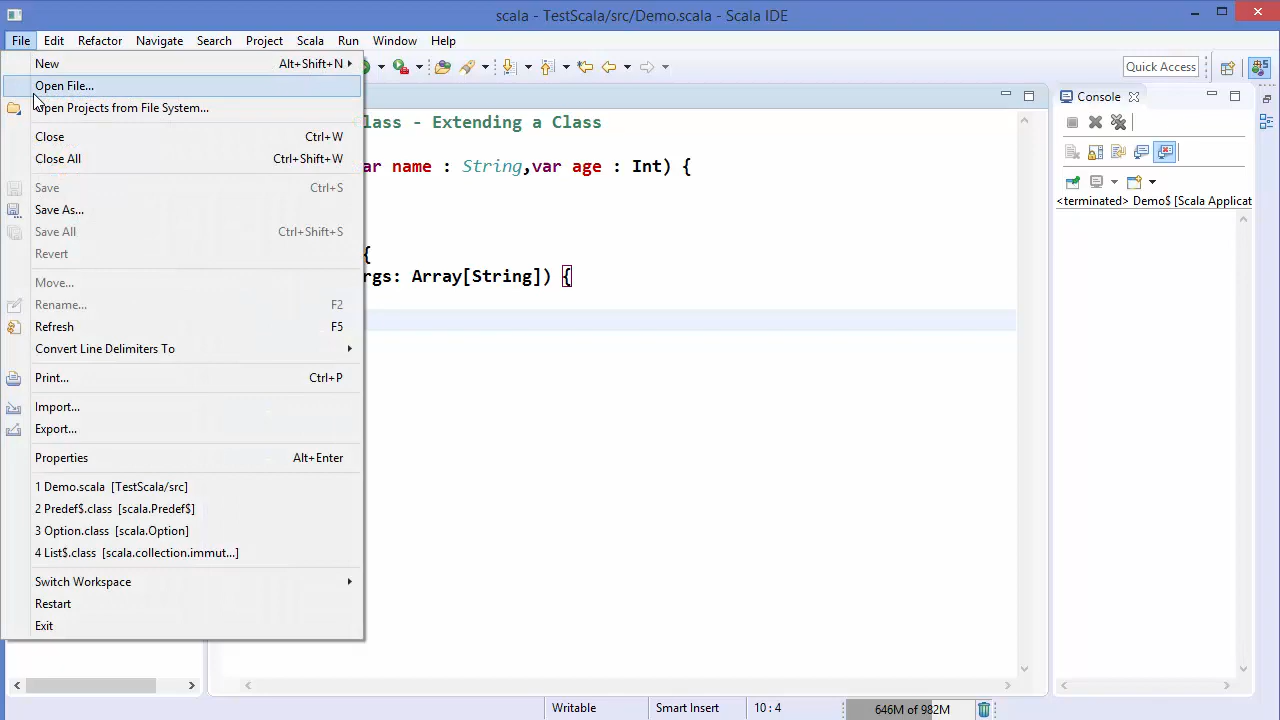 scala - TestScala/src/Demo.scala - Scala IDE
File Edit Refactor Navigate Search Project Scala Run Window Help
New Alt+Shift+N
Open File...
Open Projects from File System...
Close Ctrl+W
Close All Ctrl+Shift+W
Save Ctrl+S
Save As...
Save All Ctrl+Shift+S
Revert
Move...
Rename... F2
Refresh F5
Convert Line Delimiters To
Print... Ctrl+P
Import...
Export...
Properties Alt+Enter
1 Demo.scala [TestScala/src]
2 Predef$.class [scala.Predef$]
3 Option.class [scala.Option]
4 List$.class [scala.collection.immut...]
Switch Workspace
Restart
Exit
Quick Access
lass - Extending a Class
ar name : String,var age : Int) {
{
rgs: Array[String]) {
Console
<terminated> Demo$ [Scala Applicat
Writable Smart Insert 10 : 4 646M of 982M